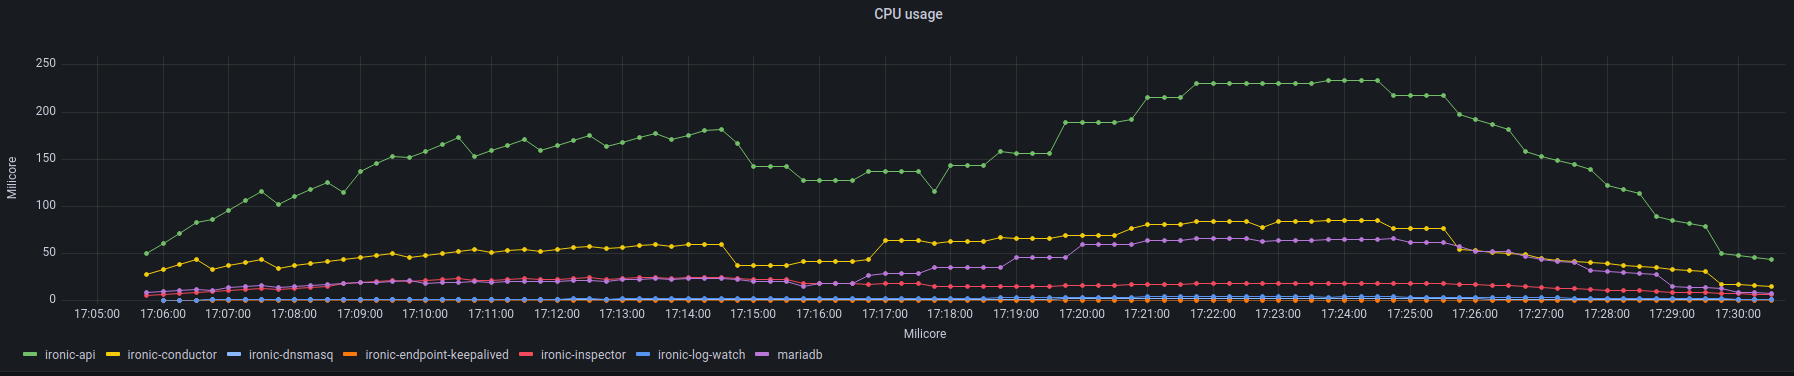 CPU usage
250
200
150
100
50
0
Milicore
17:05:00 17:06:00 17:07:00 17:08:00 17:09:00 17:10:00 17:11:00 17:12:00 17:13:00 17:14:00 17:15:00 17:16:00 17:17:00 17:18:00 17:19:00 17:20:00 17:21:00 17:22:00 17:23:00 17:24:00 17:25:00 17:26:00 17:27:00 17:28:00 17:29:00 17:30:00
Milicore
ironic-api ironic-conductor ironic-dnsmasq ironic-endpoint-keepalived ironic-inspector ironic-log-watch mariadb